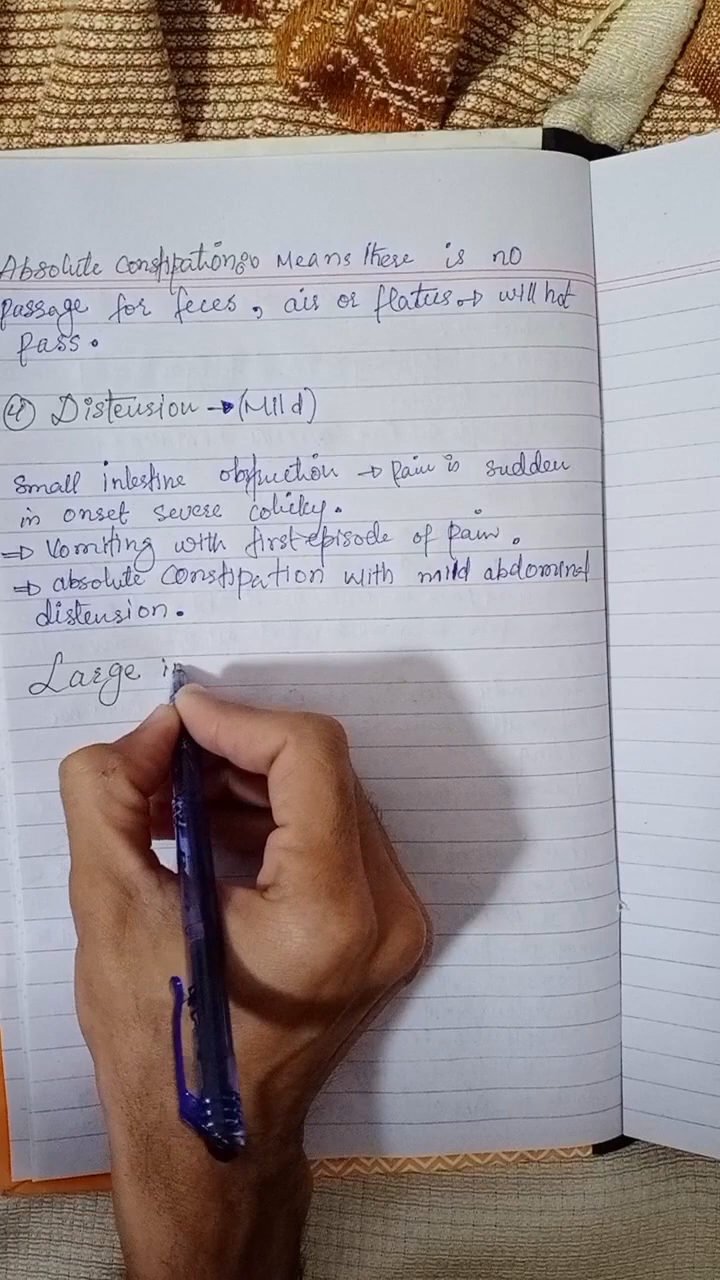 Absolute Constipation:o Means there is no
passage for feces, air or flatus → will not
pass.
④ Distension → (Mild)
Small intestine obstruction → pain is sudden
in onset severe colicky.
⇒ Vomiting with first episode of pain.
⇒ absolute constipation with mild abdominal
distension.
Large in